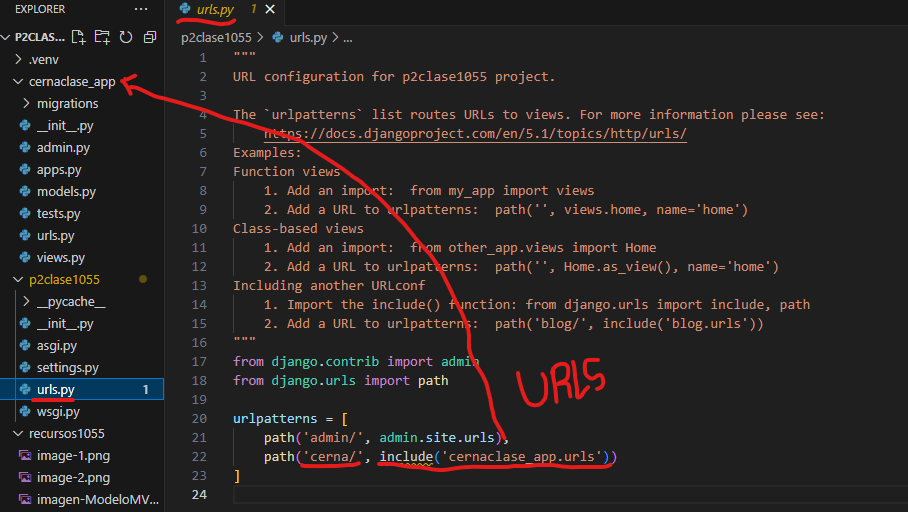 EXPLORER ...
P2CLAS...
.venv
cernaclase_app
migrations
__init__.py
admin.py
apps.py
models.py
tests.py
urls.py
views.py
p2clase1055
__pycache__
__init__.py
asgi.py
settings.py
urls.py 1
wsgi.py
recursos1055
image-1.png
image-2.png
imagen-ModeloMV...
urls.py 1 ×
p2clase1055 > urls.py > ...
1 """
2 URL configuration for p2clase1055 project.
3
4 The `urlpatterns` list routes URLs to views. For more information please see:
5     https://docs.djangoproject.com/en/5.1/topics/http/urls/
6 Examples:
7 Function views
8     1. Add an import:  from my_app import views
9     2. Add a URL to urlpatterns:  path('', views.home, name='home')
10 Class-based views
11     1. Add an import:  from other_app.views import Home
12     2. Add a URL to urlpatterns:  path('', Home.as_view(), name='home')
13 Including another URLconf
14     1. Import the include() function: from django.urls import include, path
15     2. Add a URL to urlpatterns:  path('blog/', include('blog.urls'))
16 """
17 from django.contrib import admin
18 from django.urls import path
19
20 urlpatterns = [
21     path('admin/', admin.site.urls),
22     path('cerna/', include('cernaclase_app.urls'))
23 ]
24
URLS